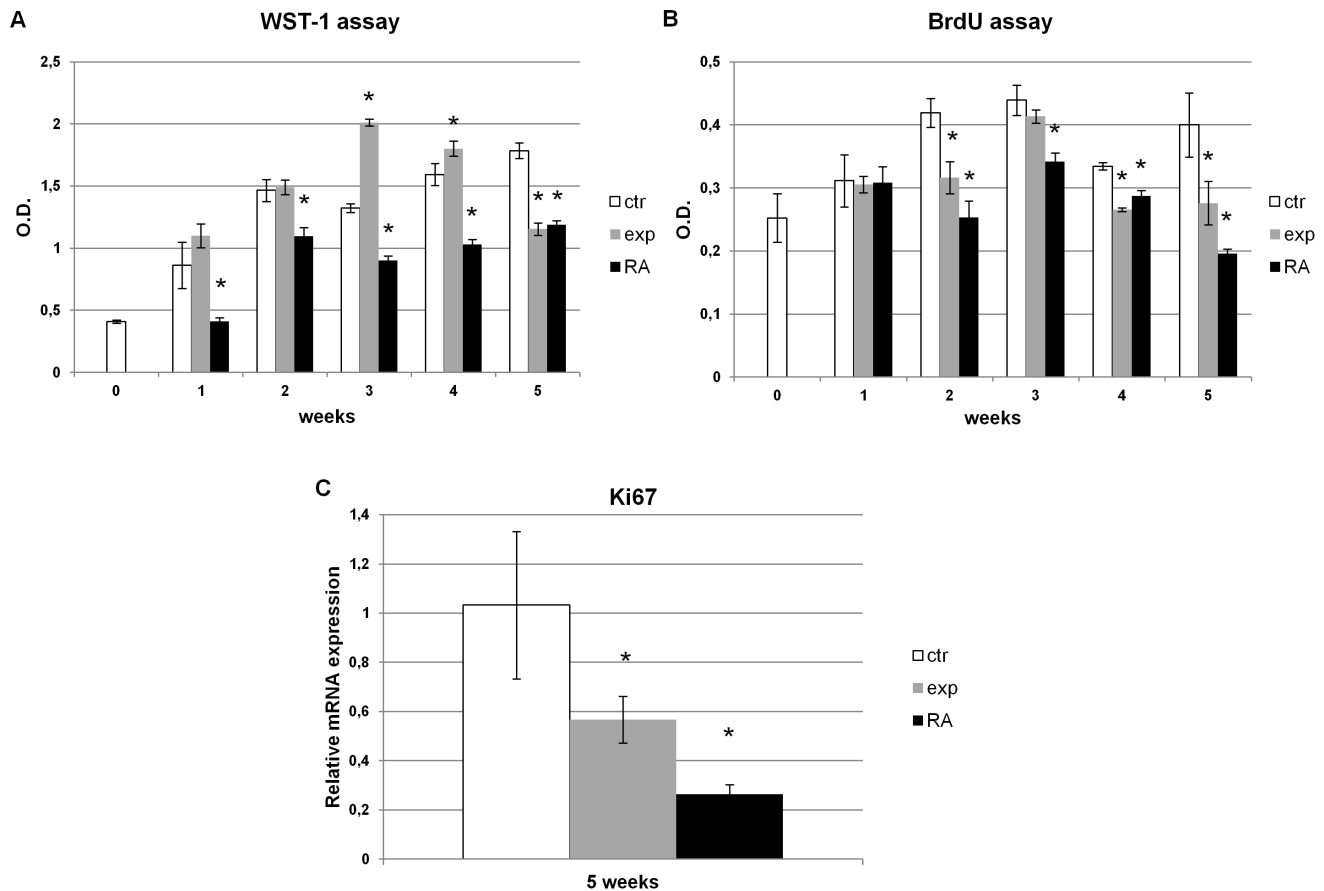 A
WST-1 assay
O.D.
2,5
2
1,5
1
0,5
0
*
*
*
*
*
*
*
*
0 1 2 3 4 5
weeks
ctr
exp
RA
B
BrdU assay
O.D.
0,5
0,4
0,3
0,2
0,1
0
*
*
*
*
*
*
*
0 1 2 3 4 5
weeks
ctr
exp
RA
C
Ki67
Relative mRNA expression
1,4
1,2
1
0,8
0,6
0,4
0,2
0
*
*
5 weeks
ctr
exp
RA